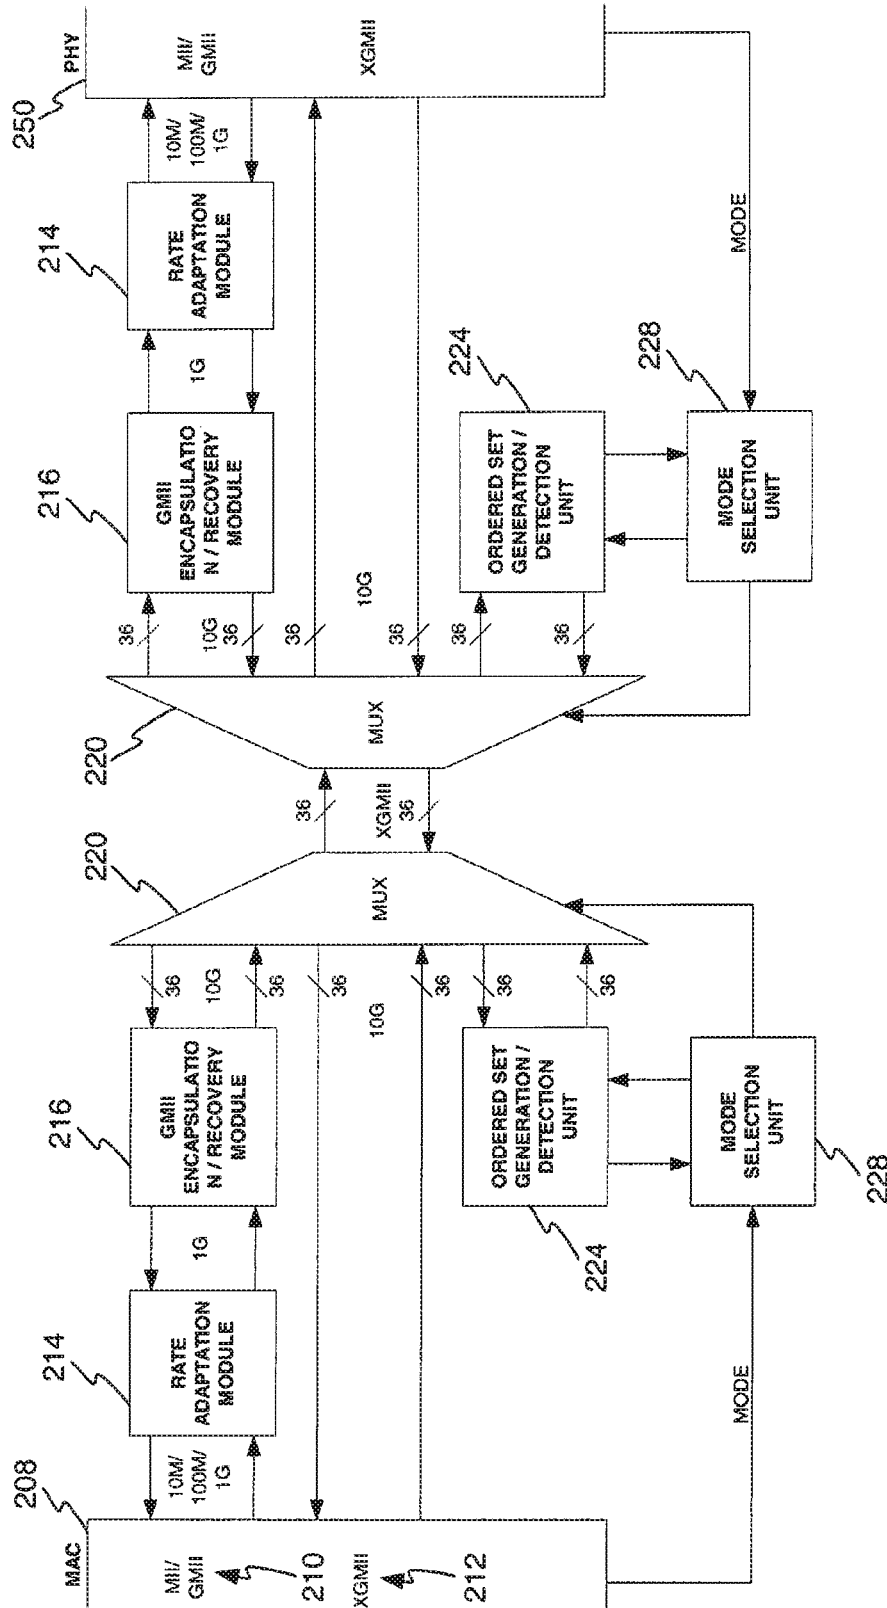 MAC
208
MII/
GMII
210
XGMII
212
10M/
100M/
1G
214
RATE
ADAPTATION
MODULE
1G
216
GMII
ENCAPSULATIO
N / RECOVERY
MODULE
36
10G
36
36
10G
36
36
36
224
ORDERED SET
GENERATION /
DETECTION
UNIT
MODE
228
MODE
SELECTION
UNIT
220
MUX
36
XGMII
36
220
MUX
36
10G
36
36
10G
36
36
36
216
GMII
ENCAPSULATIO
N / RECOVERY
MODULE
1G
214
RATE
ADAPTATION
MODULE
10M/
100M/
1G
224
ORDERED SET
GENERATION /
DETECTION
UNIT
228
MODE
SELECTION
UNIT
MODE
250
PHY
MII/
GMII
XGMII